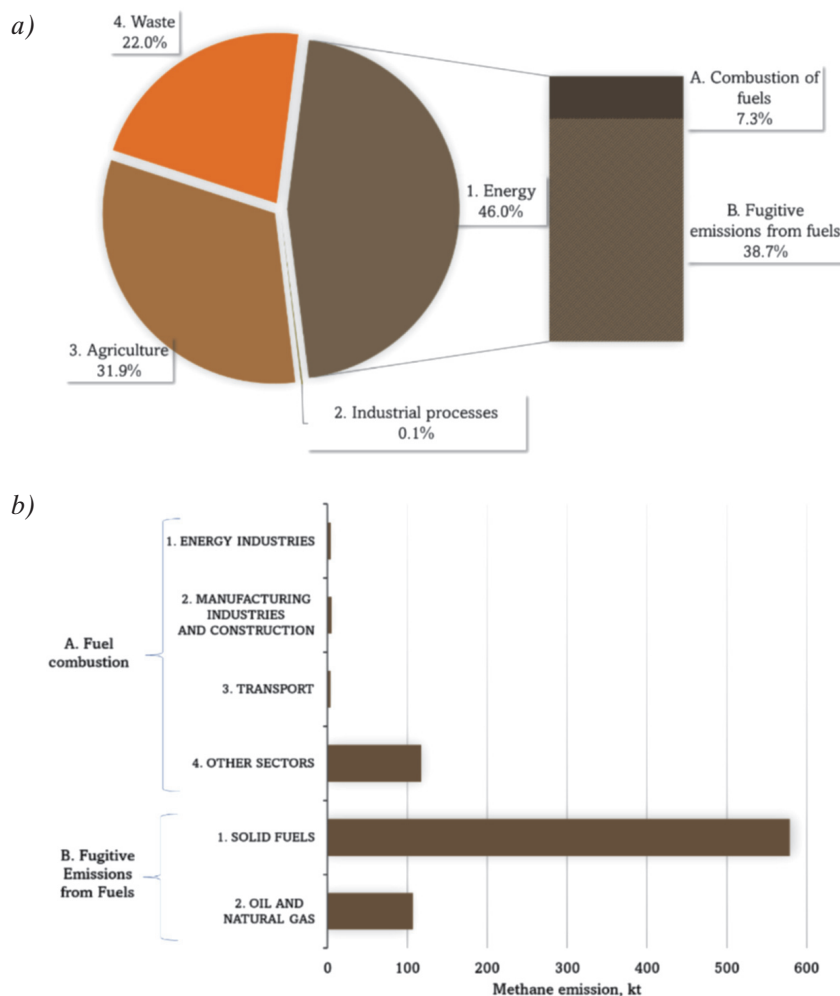 a)
4. Waste
22.0%
A. Combustion of
fuels
7.3%
1. Energy
46.0%
B. Fugitive
emissions from fuels
38.7%
3. Agriculture
31.9%
2. Industrial processes
0.1%
b)
A. Fuel
combustion
1. ENERGY INDUSTRIES
2. MANUFACTURING
INDUSTRIES
AND CONSTRUCTION
3. TRANSPORT
4. OTHER SECTORS
B. Fugitive
Emissions
from Fuels
1. SOLID FUELS
2. OIL AND
NATURAL GAS
0 100 200 300 400 500 600
Methane emission, kt